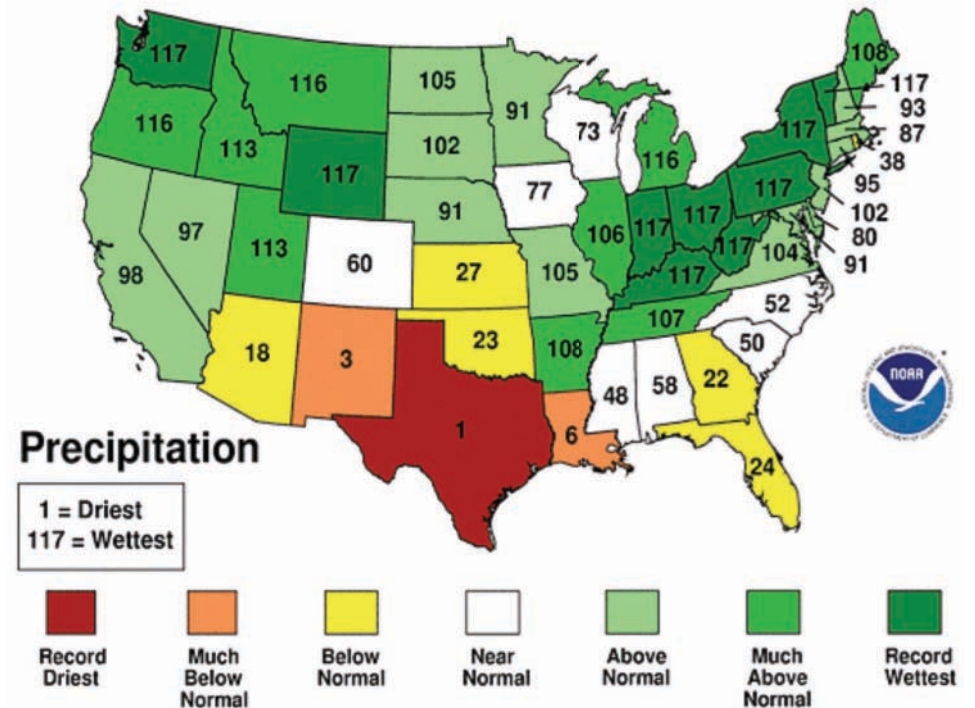 117
116
105
91
108
116
113
102
73
116
117
117
93
87
38
95
102
80
91
117
77
117
91
97
113
60
98
27
105
106
117
117
117
104
117
18
3
23
108
107
52
50
1
6
48
58
22
24
NOAA
Precipitation
1 = Driest
117 = Wettest
Record
Driest
Much
Below
Normal
Below
Normal
Near
Normal
Above
Normal
Much
Above
Normal
Record
Wettest